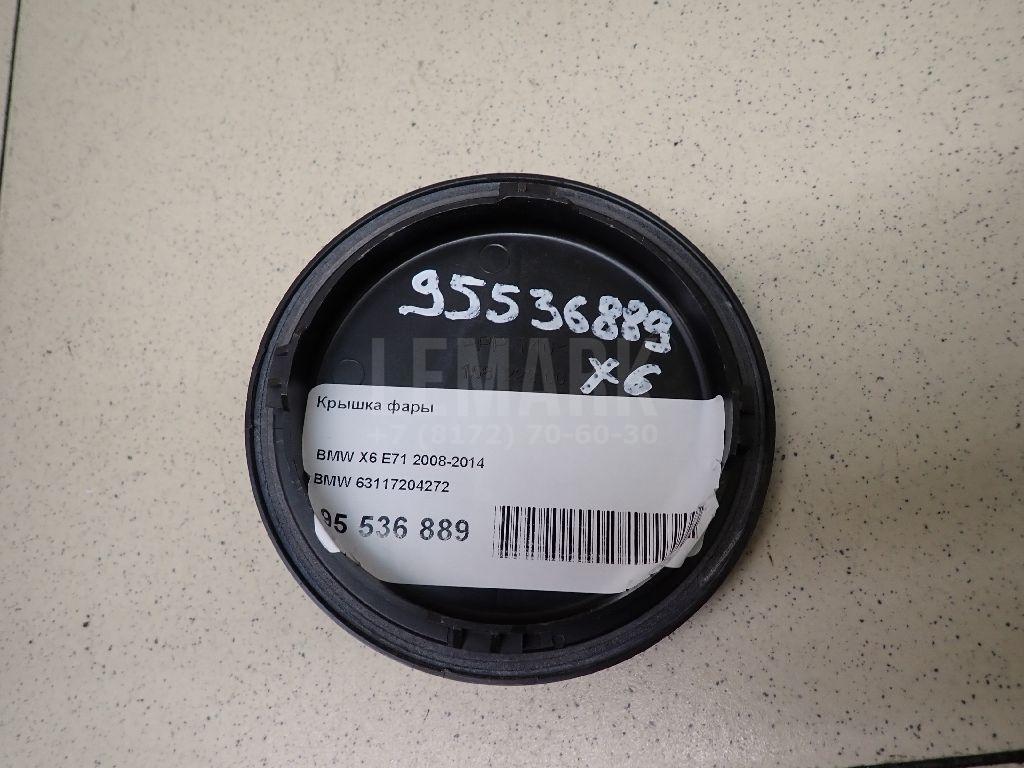 95536889
X6
LEMARK
+7 (8172) 70-60-30
Крышка фары
BMW X6 E71 2008-2014
BMW 63117204272
95 536 889